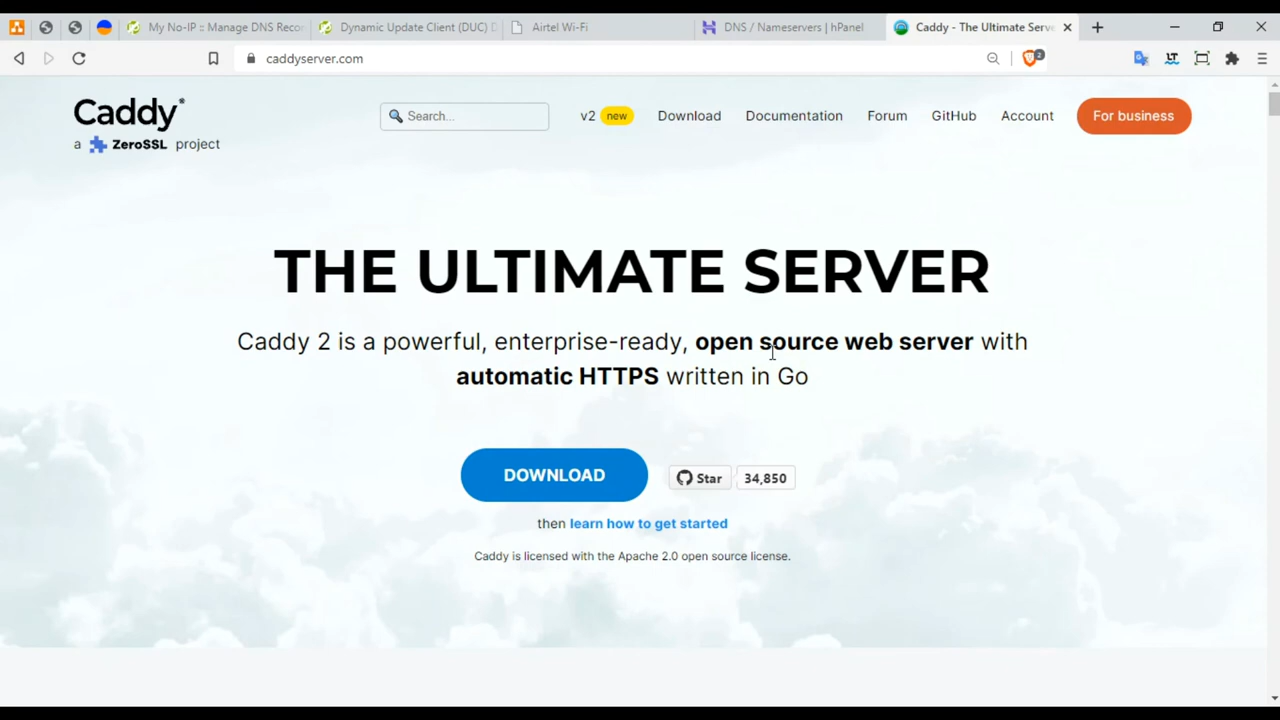 My No-IP :: Manage DNS Recor
Dynamic Update Client (DUC) D
Airtel Wi-Fi
DNS / Nameservers | hPanel
Caddy - The Ultimate Serve
caddyserver.com
2
Caddy
a ZeroSSL project
Search...
v2 new
Download
Documentation
Forum
GitHub
Account
For business
THE ULTIMATE SERVER
Caddy 2 is a powerful, enterprise-ready, open source web server with
automatic HTTPS written in Go
DOWNLOAD
Star
34,850
then learn how to get started
Caddy is licensed with the Apache 2.0 open source license.